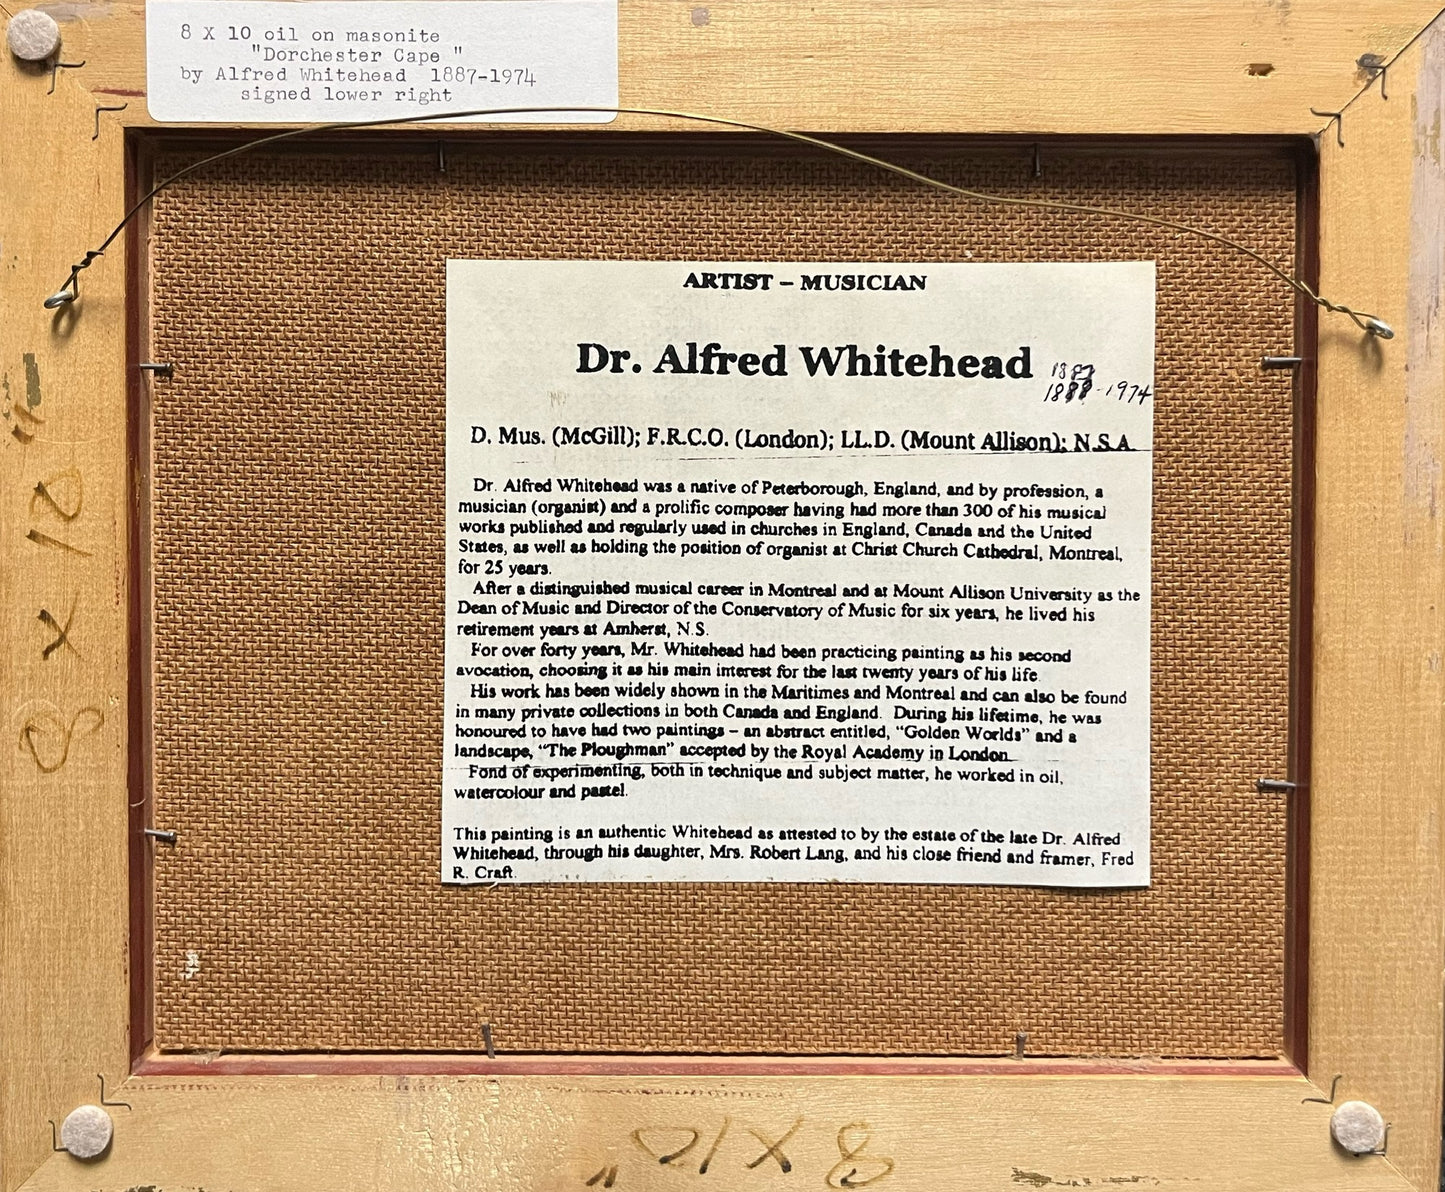 8 X 10 oil on masonite
"Dorchester Cape "
by Alfred Whitehead 1887-1974
signed lower right
ARTIST – MUSICIAN
Dr. Alfred Whitehead
1887
1888-1974
D. Mus. (McGill); F.R.C.O. (London); LL.D. (Mount Allison); N.S.A.
Dr. Alfred Whitehead was a native of Peterborough, England, and by profession, a
musician (organist) and a prolific composer having had more than 300 of his musical
works published and regularly used in churches in England, Canada and the United
States, as well as holding the position of organist at Christ Church Cathedral, Montreal,
for 25 years.
After a distinguished musical career in Montreal and at Mount Allison University as the
Dean of Music and Director of the Conservatory of Music for six years, he lived his
retirement years at Amherst, N.S.
For over forty years, Mr. Whitehead had been practicing painting as his second
avocation, choosing it as his main interest for the last twenty years of his life.
His work has been widely shown in the Maritimes and Montreal and can also be found
in many private collections in both Canada and England. During his lifetime, he was
honoured to have had two paintings – an abstract entitled, "Golden Worlds" and a
landscape, "The Ploughman" accepted by the Royal Academy in London.
Fond of experimenting, both in technique and subject matter, he worked in oil,
watercolour and pastel.
This painting is an authentic Whitehead as attested to by the estate of the late Dr. Alfred
Whitehead, through his daughter, Mrs. Robert Lang, and his close friend and framer, Fred
R. Craft.
8 X 10"
8 X 10"